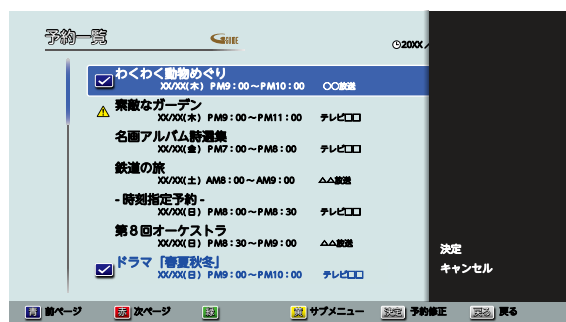 予約一覧 GGUIDE 20XX/
わくわく動物めぐり
XX/XX(木) PM9:00～PM10:00 〇〇放送
素敵なガーデン
XX/XX(木) PM9:00～PM11:00 テレビ□□
名画アルバム時選集
XX/XX(金) PM7:00～PM8:00 テレビ□□
鉄道の旅
XX/XX(土) AM8:00～AM9:00 △△放送
- 時刻指定予約 -
XX/XX(日) PM8:00～PM8:30 テレビ□□
第8回オーケストラ
XX/XX(日) PM8:30～PM9:00 △△放送
ドラマ「春夏秋冬」
XX/XX(日) PM9:00～PM10:00 テレビ□□
決定
キャンセル
青 前ページ 赤 次ページ 緑 黄 サブメニュー 決定 予約修正 戻る 戻る